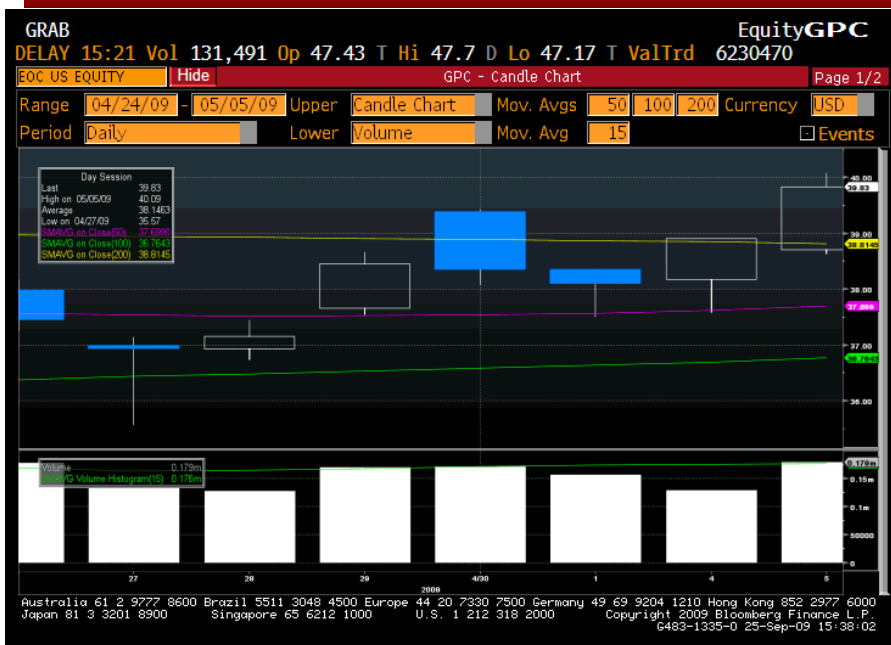 GRAB EquityGPC
DELAY 15:21 Vol 131,491 Op 47.43 T Hi 47.7 D Lo 47.17 T ValTrd 6230470
EOC US EQUITY Hide GPC - Candle Chart Page 1/2
Range 04/24/09 - 05/05/09 Upper Candle Chart Mov. Avgs 50 100 200 Currency USD
Period Daily Lower Volume Mov. Avg 15 Events
Day Session
Last 39.83
High on 05/05/09 40.09
Average 38.1463
Low on 04/27/09 35.57
SMAVG on Close(50) 37.6990
SMAVG on Close(100) 36.7643
SMAVG on Close(200) 38.8145
40.00
39.83
39.00
38.8145
38.00
37.699
37.00
36.7643
36.00
Volume 0.179m
SMAVG Volume Histogram(15) 0.176m
0.179m
0.15m
0.1m
50000
0
27 28 29 4/30 1 4 5
2009
Australia 61 2 9777 8600 Brazil 5511 3048 4500 Europe 44 20 7330 7500 Germany 49 69 9204 1210 Hong Kong 852 2977 6000
Japan 81 3 3201 8900 Singapore 65 6212 1000 U.S. 1 212 318 2000 Copyright 2009 Bloomberg Finance L.P.
G483-1335-0 25-Sep-09 15:38:02